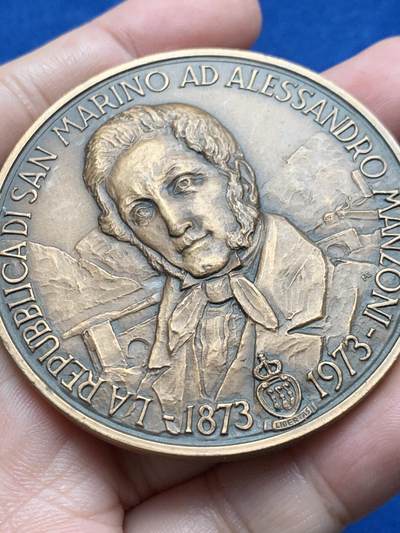 LA REPUBBLICA DI SAN MARINO AD ALESSANDRO MANZONI - 1873 1973 -
LIBERTAS